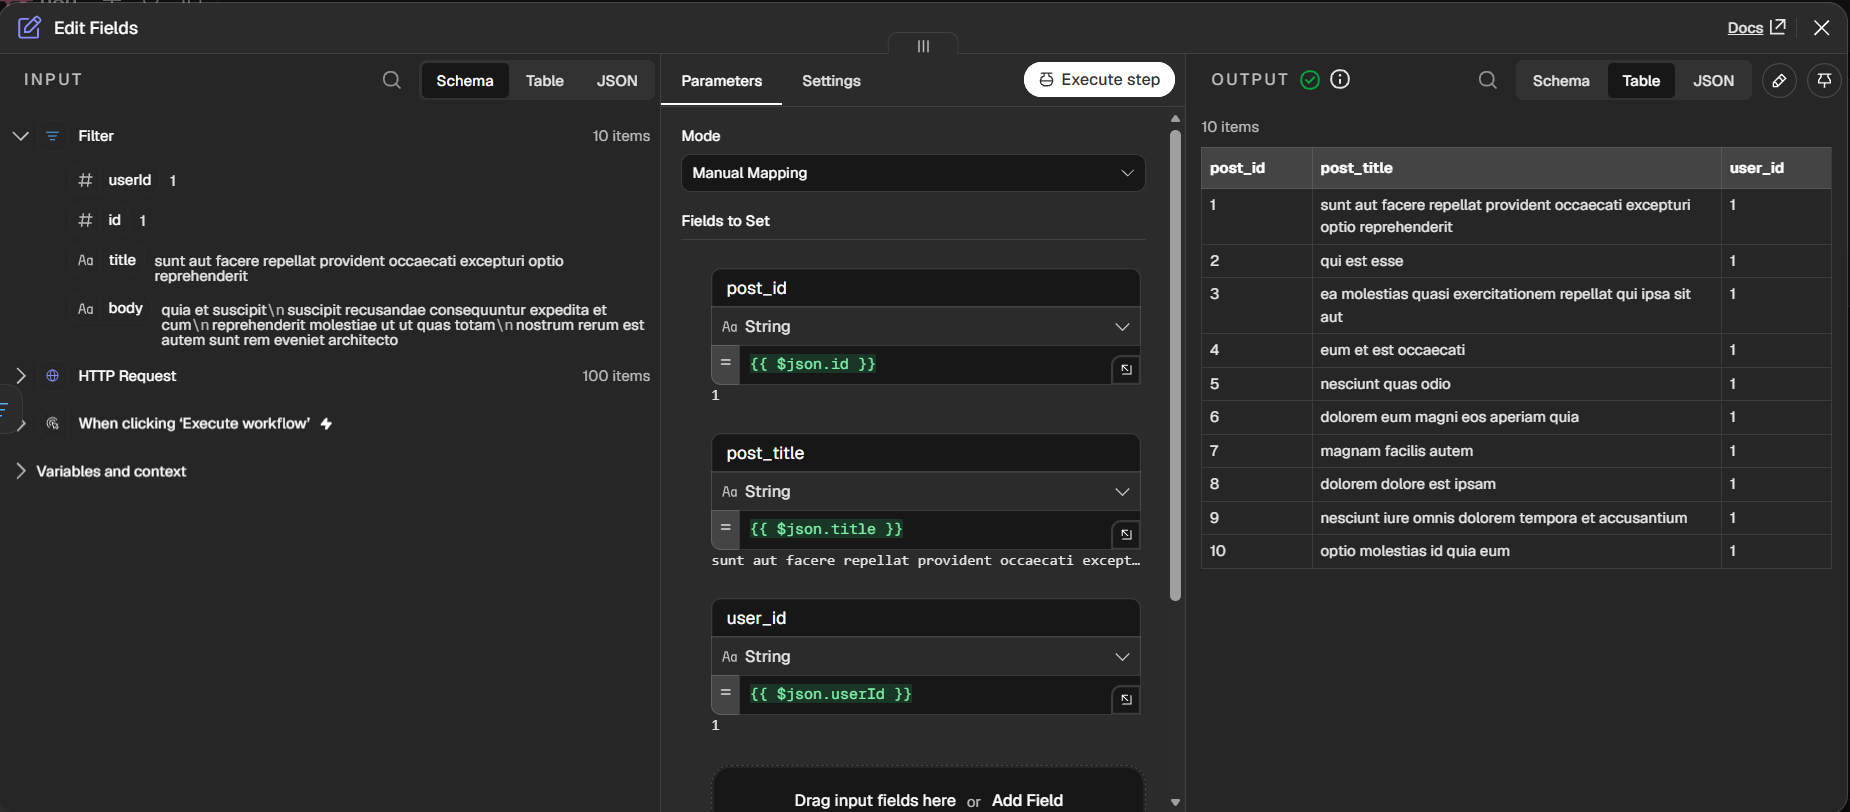 Edit Fields
Docs
INPUT
Schema
Table
JSON
Filter
10 items
# userId 1
# id 1
Aa title sunt aut facere repellat provident occaecati excepturi optio
reprehenderit
Aa body quia et suscipit\n suscipit recusandae consequuntur expedita et
cum\n reprehenderit molestiae ut ut quas totam\n nostrum rerum est
autem sunt rem eveniet architecto
HTTP Request
100 items
When clicking ‘Execute workflow’
Variables and context
Parameters
Settings
Execute step
Mode
Manual Mapping
Fields to Set
post_id
Aa String
= {{ $json.id }}
1
post_title
Aa String
= {{ $json.title }}
sunt aut facere repellat provident occaecati except…
user_id
Aa String
= {{ $json.userId }}
1
Drag input fields here or Add Field
OUTPUT
Schema
Table
JSON
10 items
post_id post_title user_id
1 sunt aut facere repellat provident occaecati excepturi 1
optio reprehenderit
2 qui est esse 1
3 ea molestias quasi exercitationem repellat qui ipsa sit 1
aut
4 eum et est occaecati 1
5 nesciunt quas odio 1
6 dolorem eum magni eos aperiam quia 1
7 magnam facilis autem 1
8 dolorem dolore est ipsam 1
9 nesciunt iure omnis dolorem tempora et accusantium 1
10 optio molestias id quia eum 1